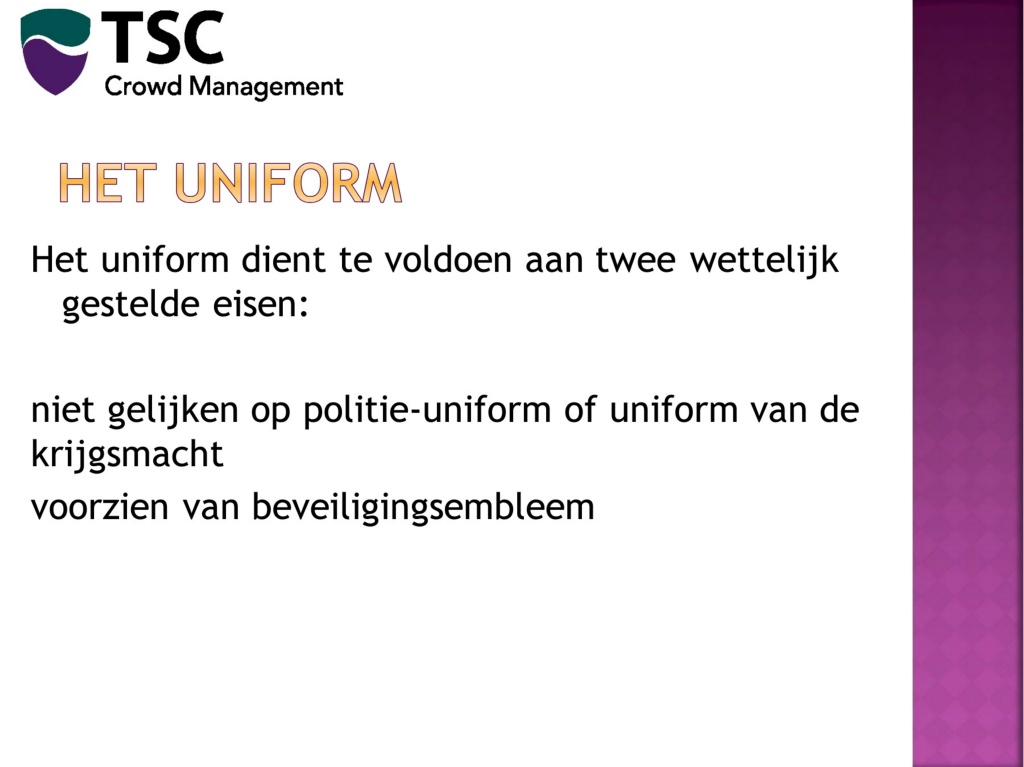 TSC
Crowd Management
HET UNIFORM
Het uniform dient te voldoen aan twee wettelijk
gestelde eisen:
niet gelijken op politie-uniform of uniform van de
krijgsmacht
voorzien van beveiligingsembleem